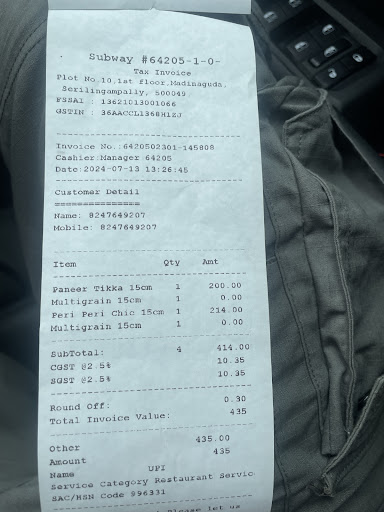 Subway #64205-1-0-
Tax Invoice
Plot No.10,1st floor,Madinaguda,
Serilingampally, 500049
FSSAI : 13621013001066
GSTIN : 36AACCL1368H1ZJ
Invoice No.:6420502301-145808
Cashier:Manager 64205
Date:2024-07-13 13:26:45
Customer Detail
===============
Name: 8247649207
Mobile: 8247649207
Item Qty Amt
Paneer Tikka 15cm 1 200.00
Multigrain 15cm 1 0.00
Peri Peri Chic 15cm 1 214.00
Multigrain 15cm 1 0.00
SubTotal: 4 414.00
CGST @2.5% 10.35
SGST @2.5% 10.35
Round Off: 0.30
Total Invoice Value: 435
Other 435.00
Amount 435
Name UPI
Service Category Restaurant Servic
SAC/HSN Code 996331
Please let us